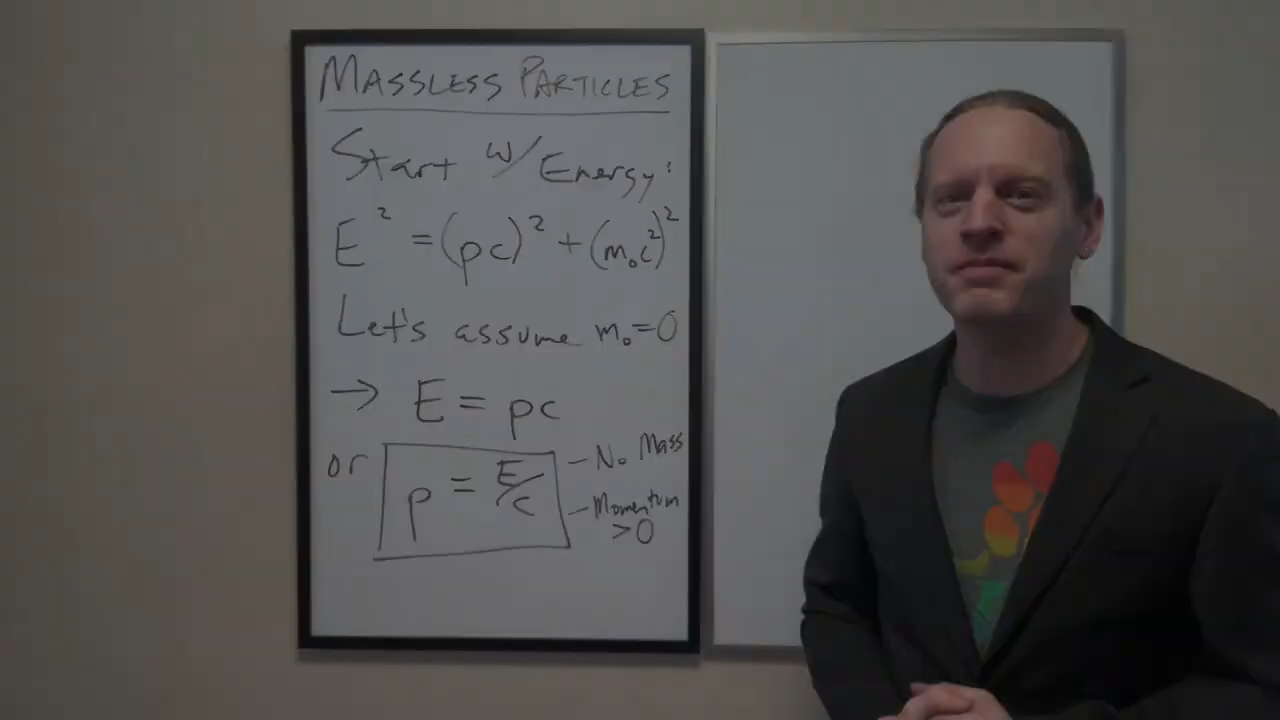 MASSLESS PARTICLES
Start w/ Energy:
E² = (pc)² + (m₀c²)²
Let's assume m₀=0
→ E = pc
or p = E/c
- No Mass
- Momentum
>0